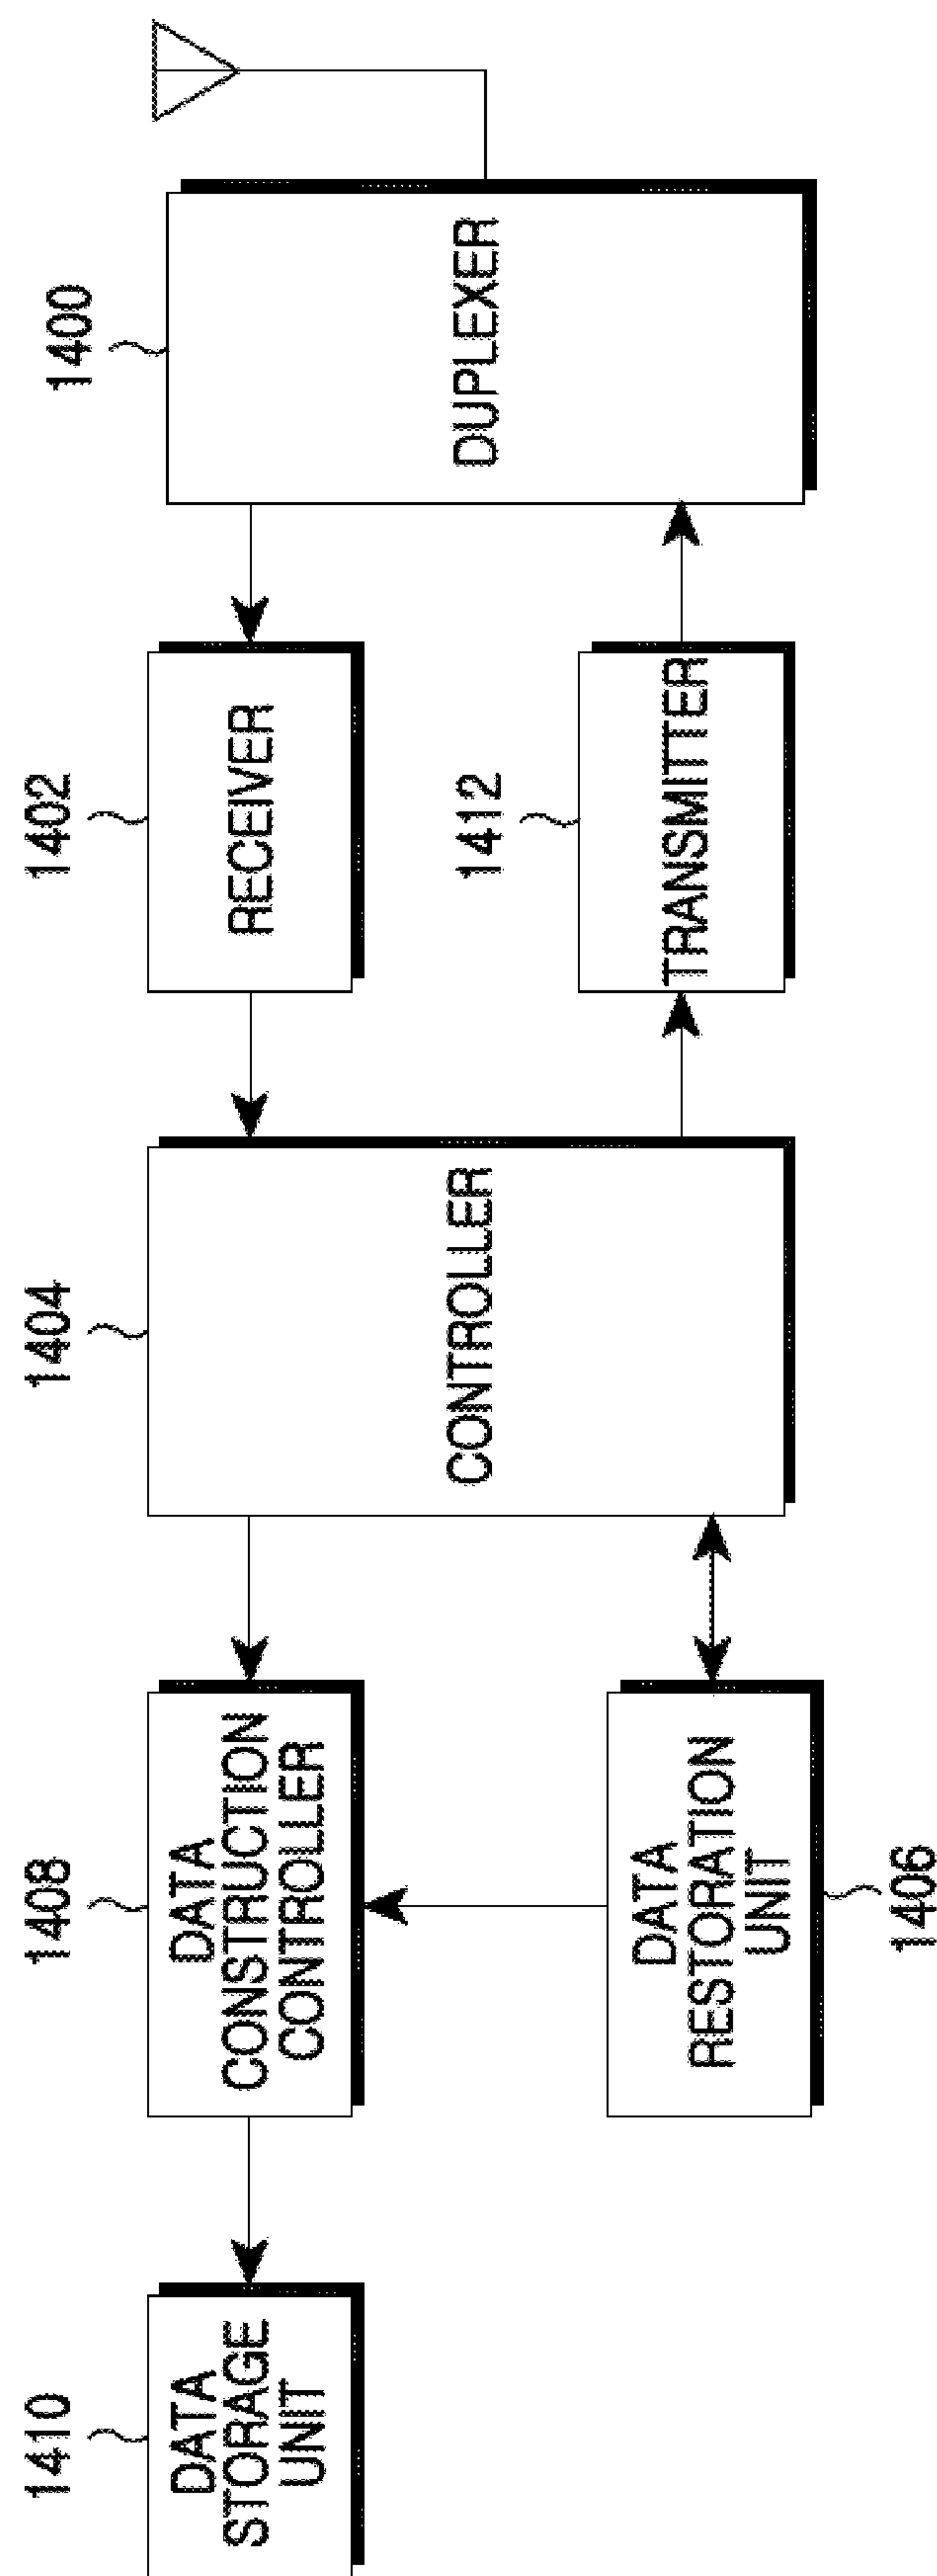 1410
DATA
STORAGE
UNIT
1408
DATA
CONSTRUCTION
CONTROLLER
1404
CONTROLLER
1402
RECEIVER
1400
DUPLEXER
1412
TRANSMITTER
DATA
RESTORATION
UNIT
1406